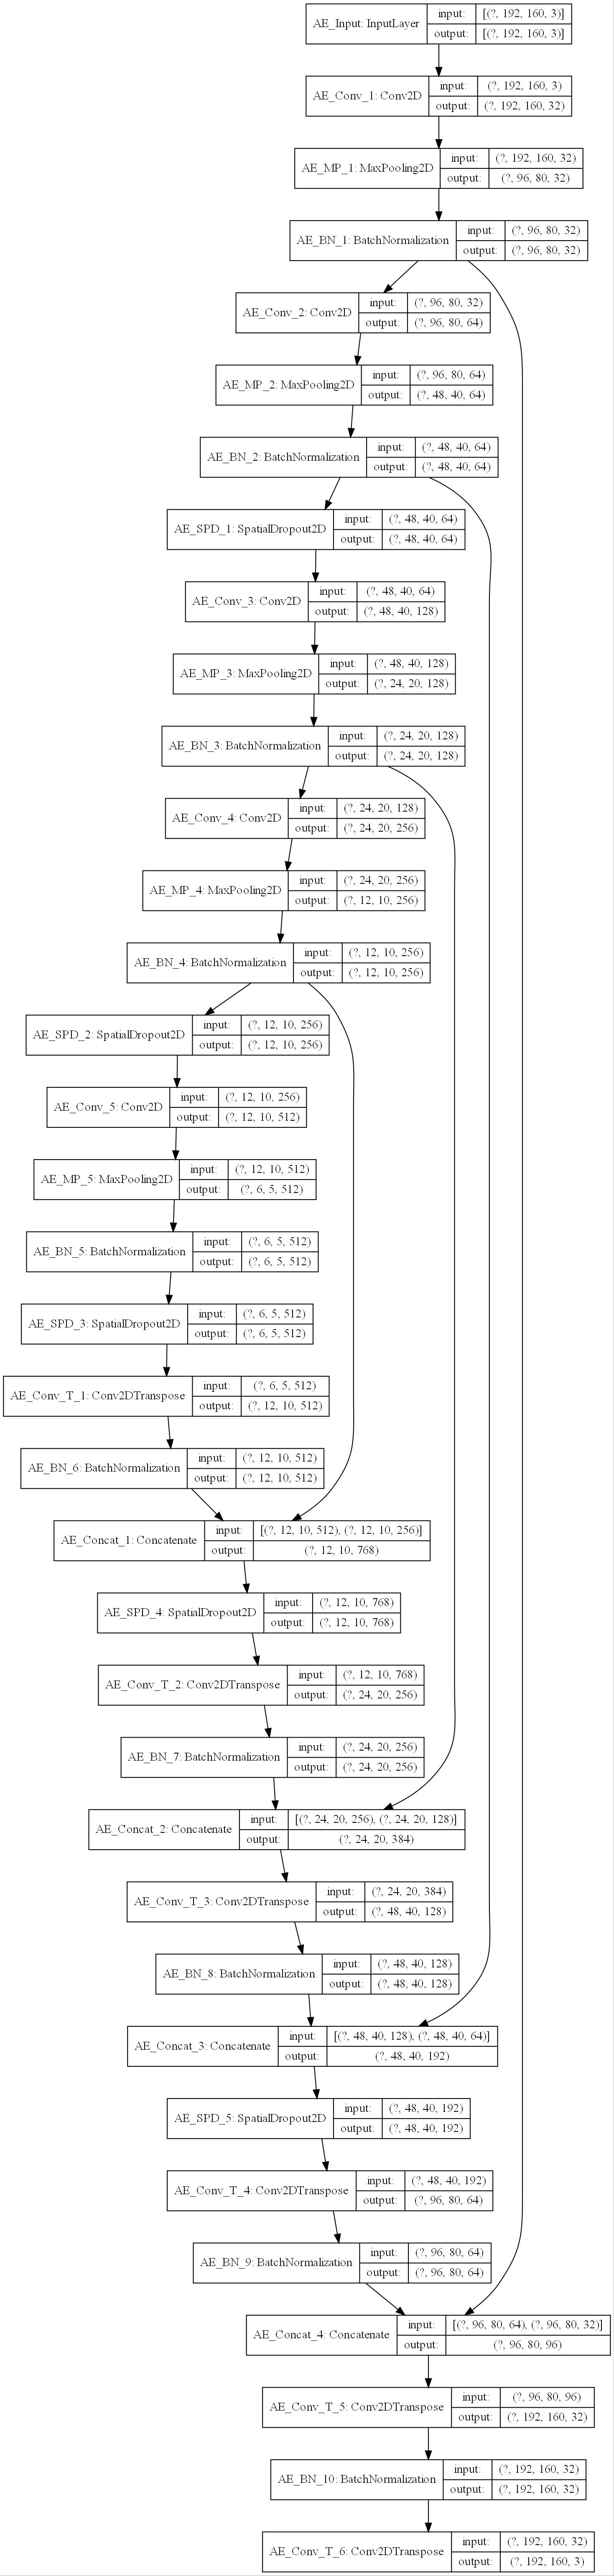 AE_Input: InputLayer
input: [(?, 192, 160, 3)]
output: [(?, 192, 160, 3)]
AE_Conv_1: Conv2D
input: (?, 192, 160, 3)
output: (?, 192, 160, 32)
AE_MP_1: MaxPooling2D
input: (?, 192, 160, 32)
output: (?, 96, 80, 32)
AE_BN_1: BatchNormalization
input: (?, 96, 80, 32)
output: (?, 96, 80, 32)
AE_Conv_2: Conv2D
input: (?, 96, 80, 32)
output: (?, 96, 80, 64)
AE_MP_2: MaxPooling2D
input: (?, 96, 80, 64)
output: (?, 48, 40, 64)
AE_BN_2: BatchNormalization
input: (?, 48, 40, 64)
output: (?, 48, 40, 64)
AE_SPD_1: SpatialDropout2D
input: (?, 48, 40, 64)
output: (?, 48, 40, 64)
AE_Conv_3: Conv2D
input: (?, 48, 40, 64)
output: (?, 48, 40, 128)
AE_MP_3: MaxPooling2D
input: (?, 48, 40, 128)
output: (?, 24, 20, 128)
AE_BN_3: BatchNormalization
input: (?, 24, 20, 128)
output: (?, 24, 20, 128)
AE_Conv_4: Conv2D
input: (?, 24, 20, 128)
output: (?, 24, 20, 256)
AE_MP_4: MaxPooling2D
input: (?, 24, 20, 256)
output: (?, 12, 10, 256)
AE_BN_4: BatchNormalization
input: (?, 12, 10, 256)
output: (?, 12, 10, 256)
AE_SPD_2: SpatialDropout2D
input: (?, 12, 10, 256)
output: (?, 12, 10, 256)
AE_Conv_5: Conv2D
input: (?, 12, 10, 256)
output: (?, 12, 10, 512)
AE_MP_5: MaxPooling2D
input: (?, 12, 10, 512)
output: (?, 6, 5, 512)
AE_BN_5: BatchNormalization
input: (?, 6, 5, 512)
output: (?, 6, 5, 512)
AE_SPD_3: SpatialDropout2D
input: (?, 6, 5, 512)
output: (?, 6, 5, 512)
AE_Conv_T_1: Conv2DTranspose
input: (?, 6, 5, 512)
output: (?, 12, 10, 512)
AE_BN_6: BatchNormalization
input: (?, 12, 10, 512)
output: (?, 12, 10, 512)
AE_Concat_1: Concatenate
input: [(?, 12, 10, 512), (?, 12, 10, 256)]
output: (?, 12, 10, 768)
AE_SPD_4: SpatialDropout2D
input: (?, 12, 10, 768)
output: (?, 12, 10, 768)
AE_Conv_T_2: Conv2DTranspose
input: (?, 12, 10, 768)
output: (?, 24, 20, 256)
AE_BN_7: BatchNormalization
input: (?, 24, 20, 256)
output: (?, 24, 20, 256)
AE_Concat_2: Concatenate
input: [(?, 24, 20, 256), (?, 24, 20, 128)]
output: (?, 24, 20, 384)
AE_Conv_T_3: Conv2DTranspose
input: (?, 24, 20, 384)
output: (?, 48, 40, 128)
AE_BN_8: BatchNormalization
input: (?, 48, 40, 128)
output: (?, 48, 40, 128)
AE_Concat_3: Concatenate
input: [(?, 48, 40, 128), (?, 48, 40, 64)]
output: (?, 48, 40, 192)
AE_SPD_5: SpatialDropout2D
input: (?, 48, 40, 192)
output: (?, 48, 40, 192)
AE_Conv_T_4: Conv2DTranspose
input: (?, 48, 40, 192)
output: (?, 96, 80, 64)
AE_BN_9: BatchNormalization
input: (?, 96, 80, 64)
output: (?, 96, 80, 64)
AE_Concat_4: Concatenate
input: [(?, 96, 80, 64), (?, 96, 80, 32)]
output: (?, 96, 80, 96)
AE_Conv_T_5: Conv2DTranspose
input: (?, 96, 80, 96)
output: (?, 192, 160, 32)
AE_BN_10: BatchNormalization
input: (?, 192, 160, 32)
output: (?, 192, 160, 32)
AE_Conv_T_6: Conv2DTranspose
input: (?, 192, 160, 32)
output: (?, 192, 160, 3)